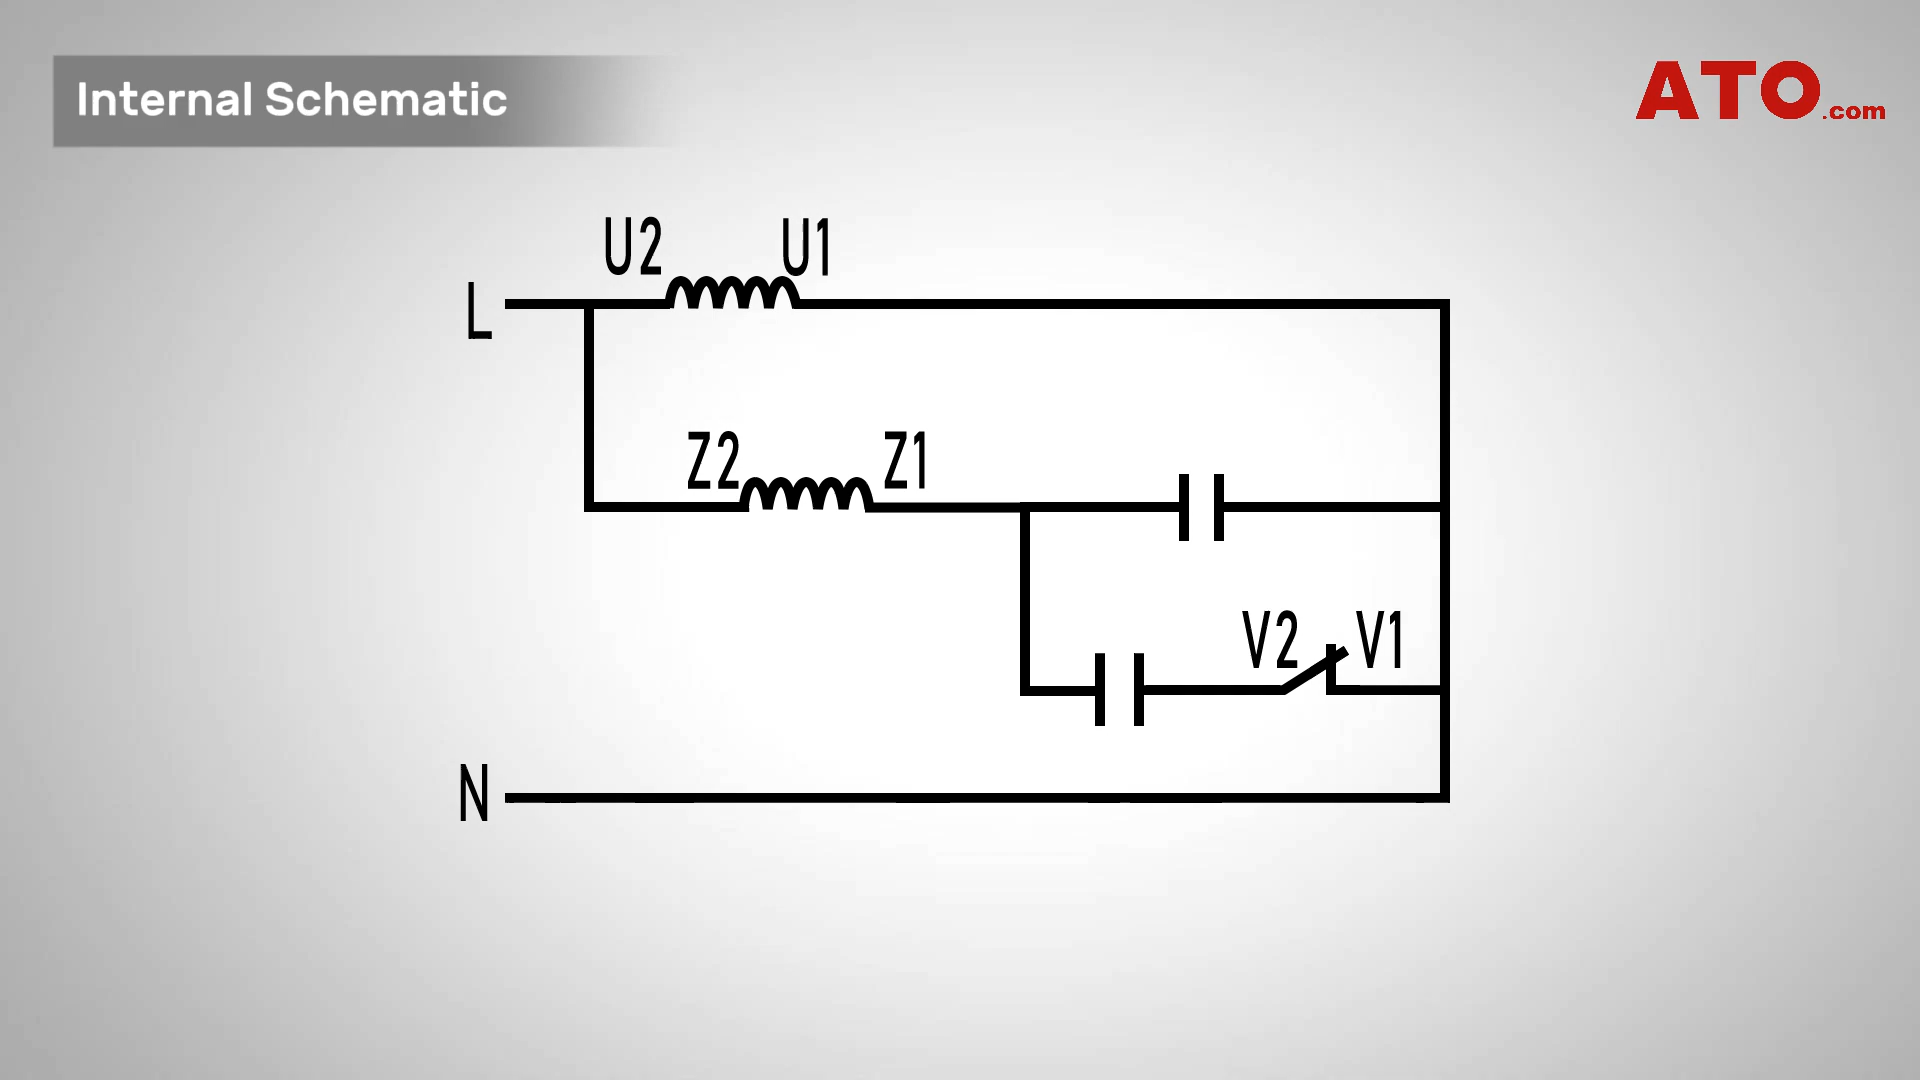 Internal Schematic
ATO.com
U2 U1
L
Z2 Z1
V2 V1
N